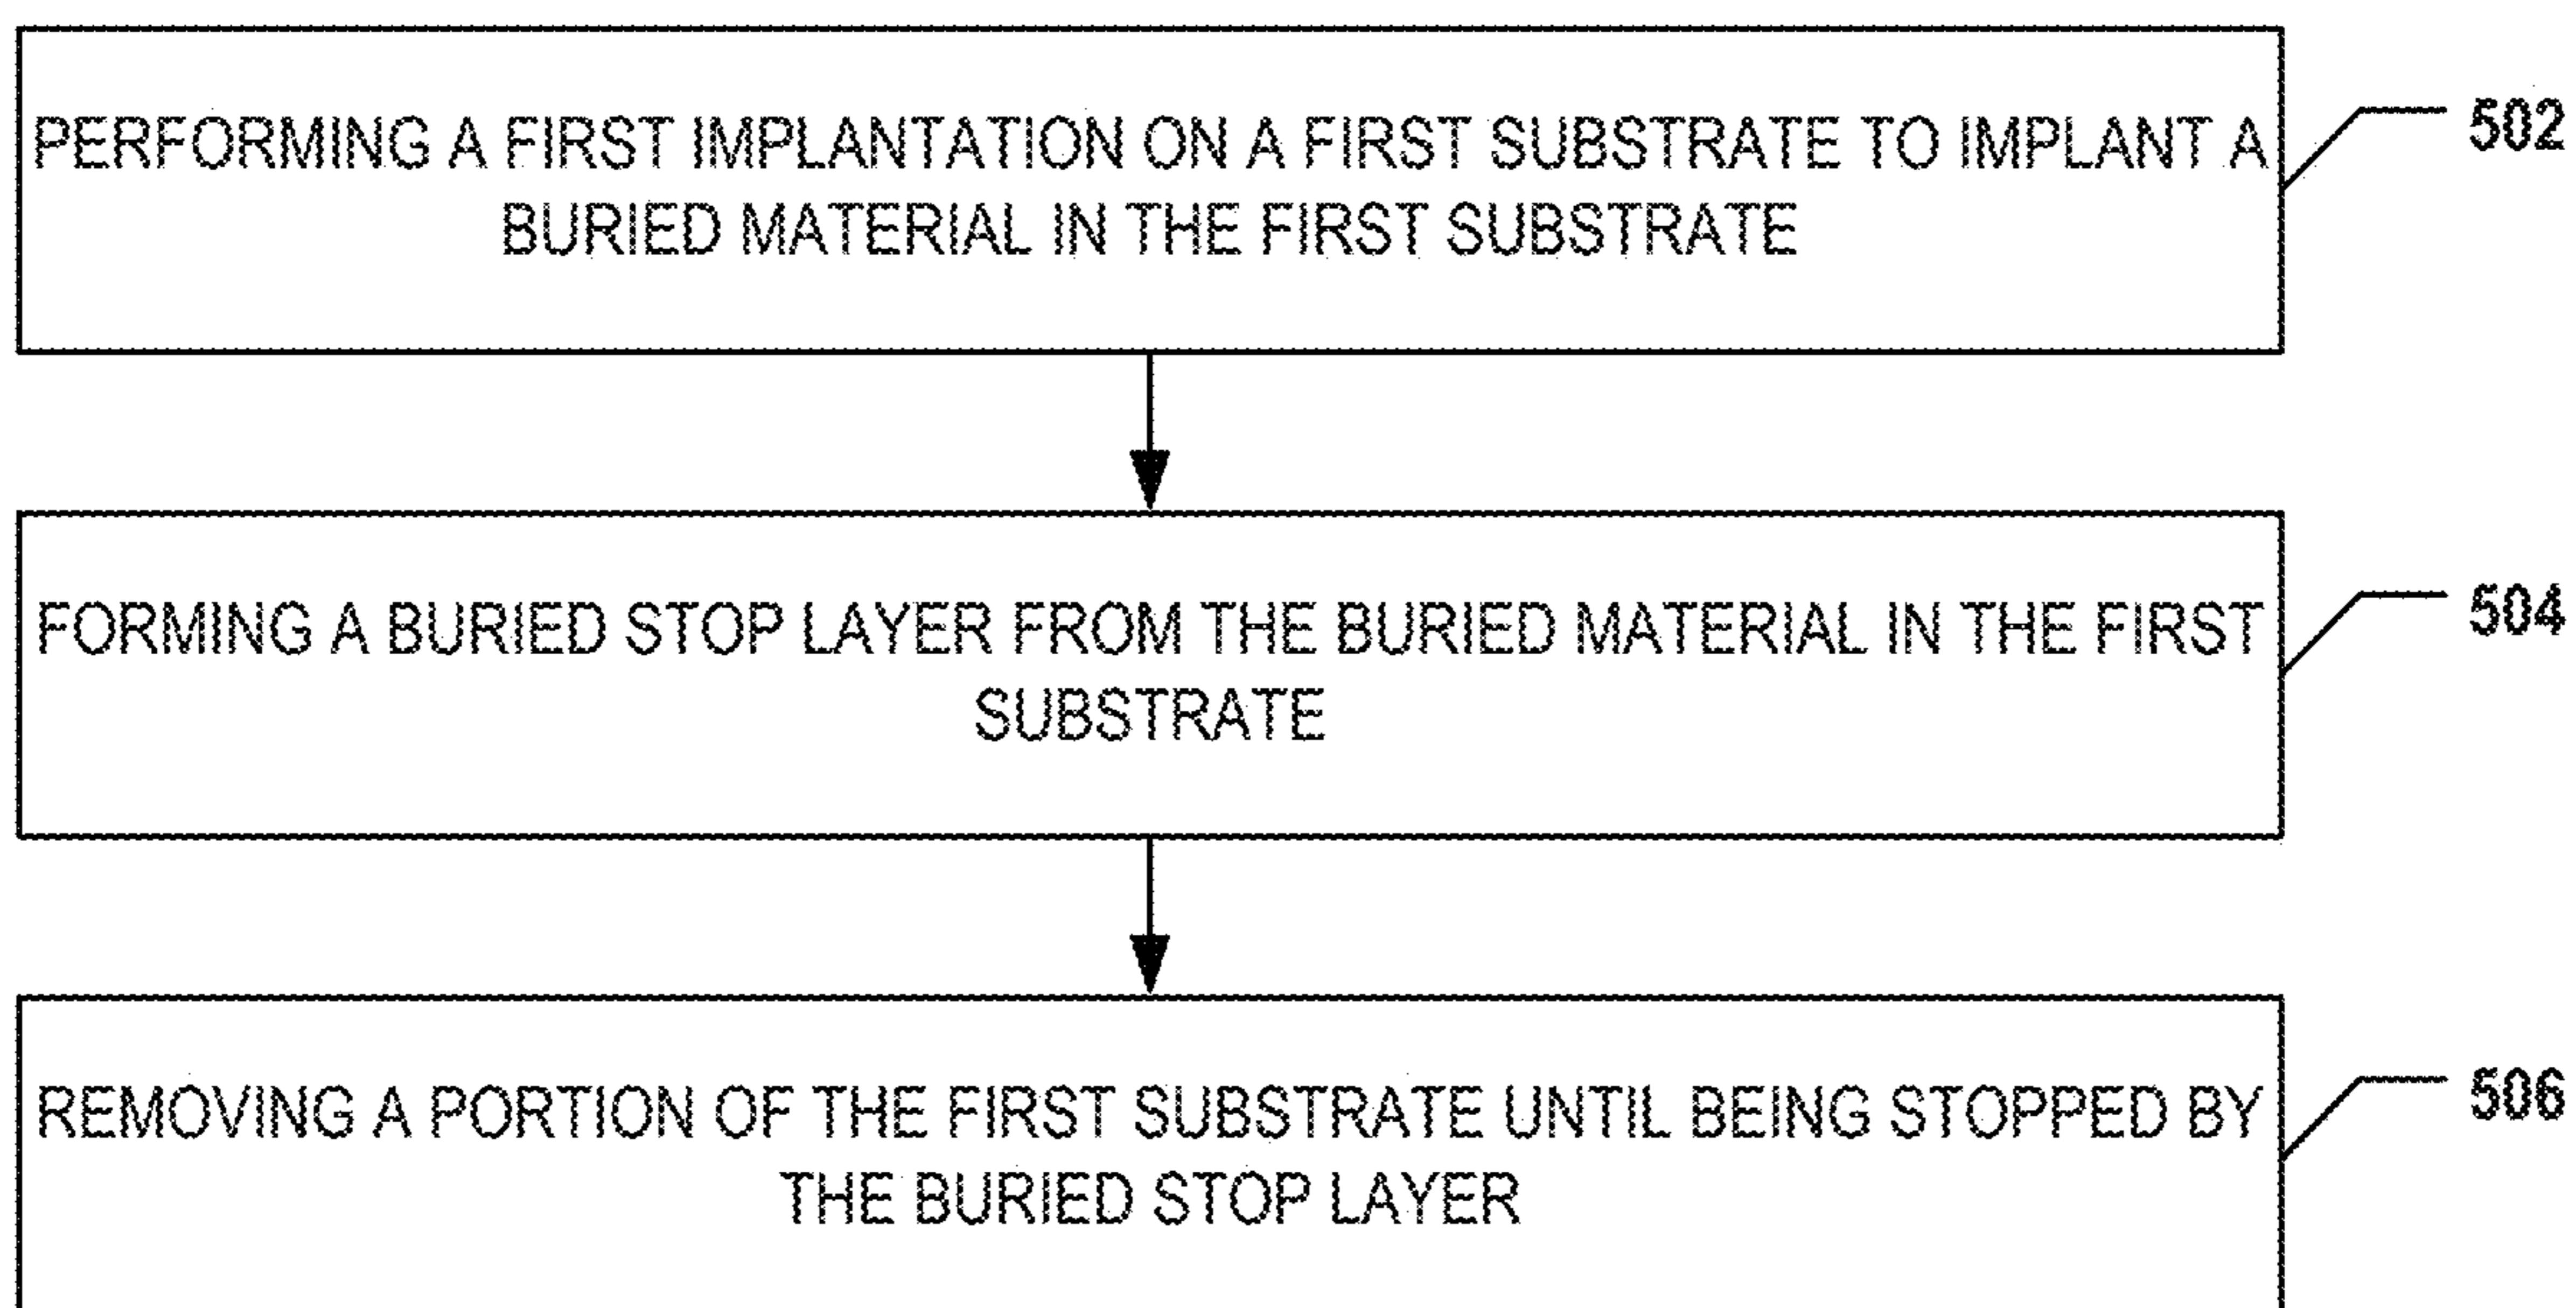 PERFORMING A FIRST IMPLANTATION ON A FIRST SUBSTRATE TO IMPLANT A
BURIED MATERIAL IN THE FIRST SUBSTRATE
502
FORMING A BURIED STOP LAYER FROM THE BURIED MATERIAL IN THE FIRST
SUBSTRATE
504
REMOVING A PORTION OF THE FIRST SUBSTRATE UNTIL BEING STOPPED BY
THE BURIED STOP LAYER
506